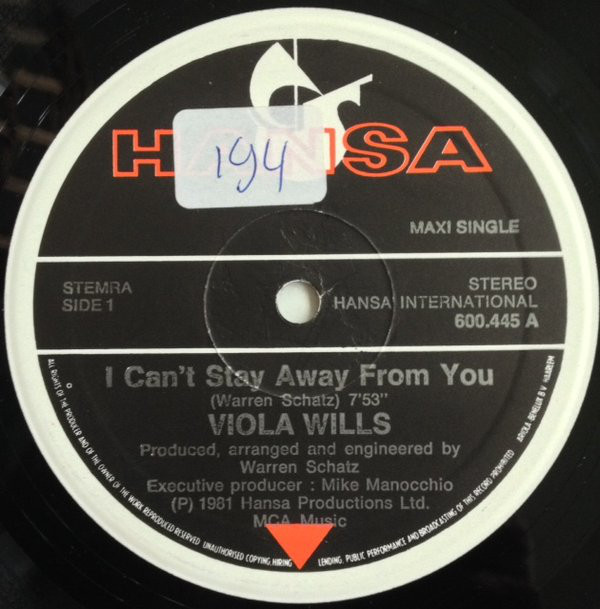 HANSA
194
MAXI SINGLE
STEMRA
SIDE 1
STEREO
HANSA INTERNATIONAL
600.445 A
I Can't Stay Away From You
(Warren Schatz) 7'53"
VIOLA WILLS
Produced, arranged and engineered by
Warren Schatz
Executive producer : Mike Manocchio
(P) 1981 Hansa Productions Ltd.
MCA Music
ALL RIGHTS OF THE PRODUCER AND OF THE OWNER OF THE WORK REPRODUCED RESERVED UNAUTHORISED COPYING, HIRING, LENDING, PUBLIC PERFORMANCE AND BROADCASTING OF THIS RECORD PROHIBITED
ARIOLA BENELUX B V HAARLEM